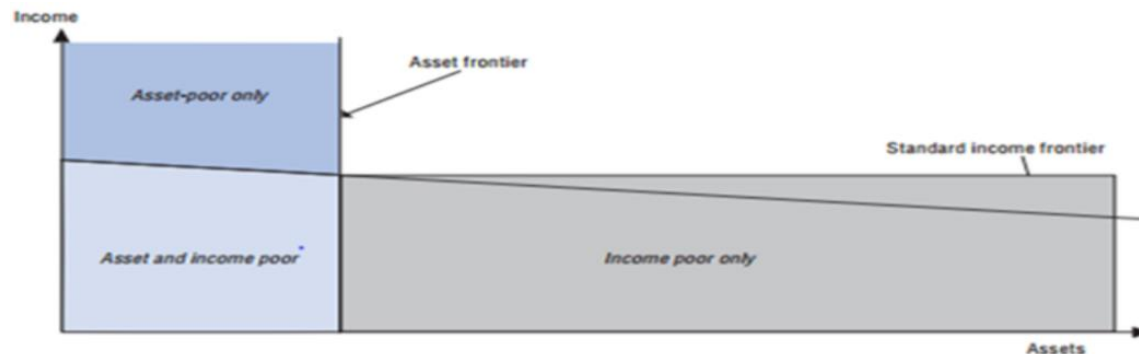 Income
Asset frontier
Asset-poor only
Standard income frontier
Asset and income poor
Income poor only
Assets